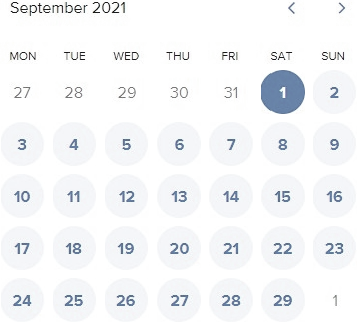 September 2021 < >
MON TUE WED THU FRI SAT SUN
27 28 29 30 31 1 2
3 4 5 6 7 8 9
10 11 12 13 14 15 16
17 18 19 20 21 22 23
24 25 26 27 28 29 1